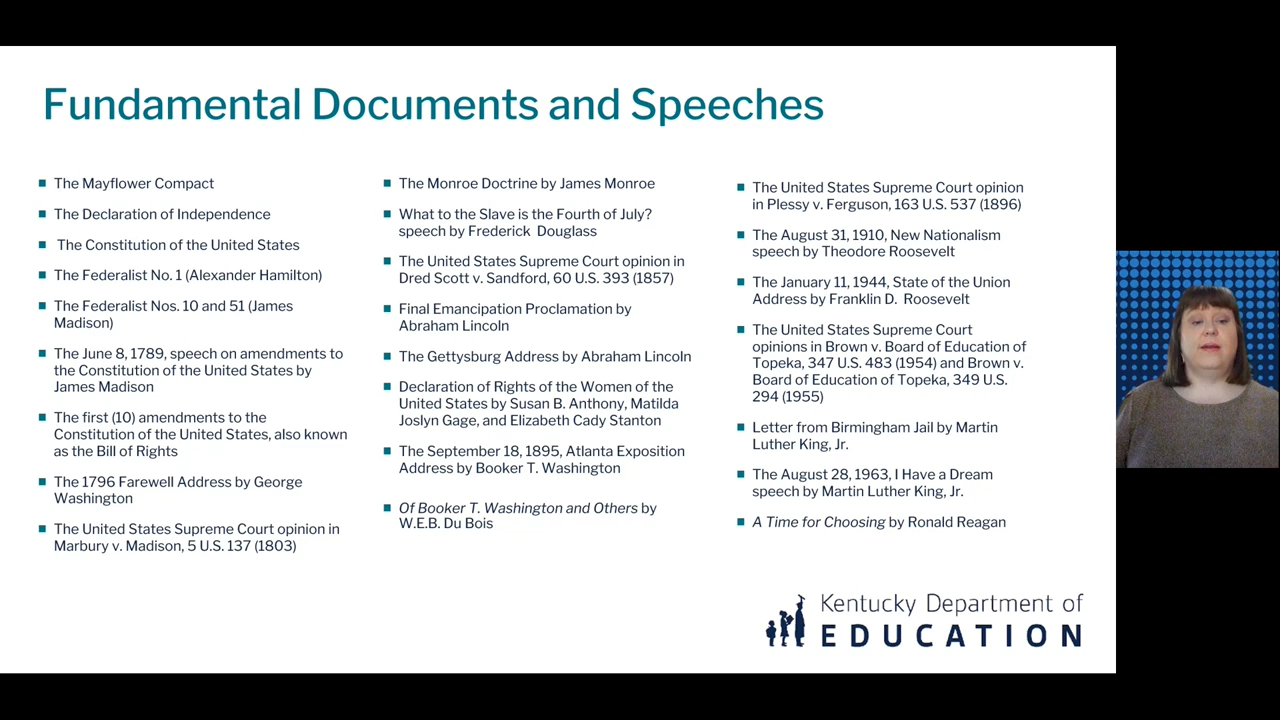 Fundamental Documents and Speeches
The Mayflower Compact
The Declaration of Independence
The Constitution of the United States
The Federalist No. 1 (Alexander Hamilton)
The Federalist Nos. 10 and 51 (James
Madison)
The June 8, 1789, speech on amendments to
the Constitution of the United States by
James Madison
The first (10) amendments to the
Constitution of the United States, also known
as the Bill of Rights
The 1796 Farewell Address by George
Washington
The United States Supreme Court opinion in
Marbury v. Madison, 5 U.S. 137 (1803)
The Monroe Doctrine by James Monroe
What to the Slave is the Fourth of July?
speech by Frederick Douglass
The United States Supreme Court opinion in
Dred Scott v. Sandford, 60 U.S. 393 (1857)
Final Emancipation Proclamation by
Abraham Lincoln
The Gettysburg Address by Abraham Lincoln
Declaration of Rights of the Women of the
United States by Susan B. Anthony, Matilda
Joslyn Gage, and Elizabeth Cady Stanton
The September 18, 1895, Atlanta Exposition
Address by Booker T. Washington
Of Booker T. Washington and Others by
W.E.B. Du Bois
The United States Supreme Court opinion
in Plessy v. Ferguson, 163 U.S. 537 (1896)
The August 31, 1910, New Nationalism
speech by Theodore Roosevelt
The January 11, 1944, State of the Union
Address by Franklin D. Roosevelt
The United States Supreme Court
opinions in Brown v. Board of Education of
Topeka, 347 U.S. 483 (1954) and Brown v.
Board of Education of Topeka, 349 U.S.
294 (1955)
Letter from Birmingham Jail by Martin
Luther King, Jr.
The August 28, 1963, I Have a Dream
speech by Martin Luther King, Jr.
A Time for Choosing by Ronald Reagan
Kentucky Department of
EDUCATION